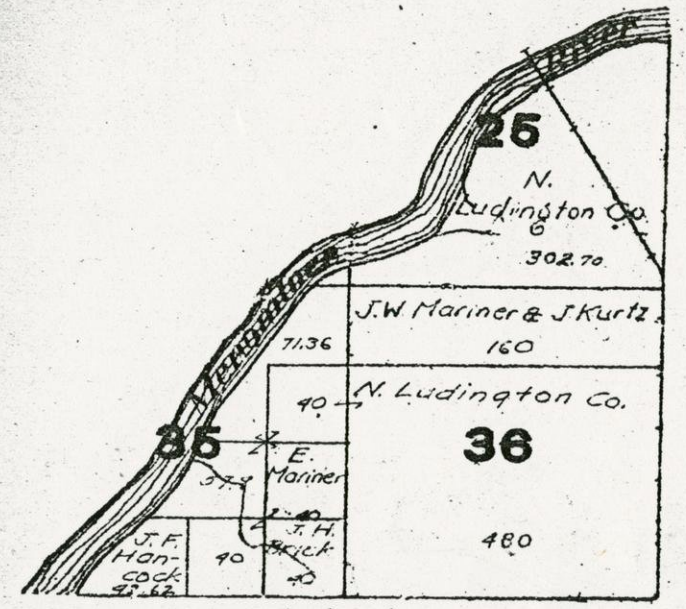 River
25
N.
Ludington Co.
302.70
Menominee
J.W. Mariner & J. Kurtz.
71.36
160
N. Ludington Co.
40
35
36
E.
Mariner
40
J.F.
Han-
cock
40
J.H.
Brick
40
480